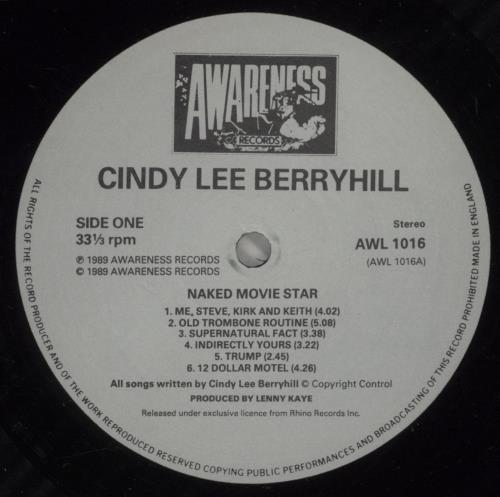 AWARENESS
RECORDS
CINDY LEE BERRYHILL
SIDE ONE
33⅓ rpm
Stereo
AWL 1016
(AWL 1016A)
℗ 1989 AWARENESS RECORDS
© 1989 AWARENESS RECORDS
NAKED MOVIE STAR
1. ME, STEVE, KIRK AND KEITH (4.02)
2. OLD TROMBONE ROUTINE (5.08)
3. SUPERNATURAL FACT (3.38)
4. INDIRECTLY YOURS (3.22)
5. TRUMP (2.45)
6. 12 DOLLAR MOTEL (4.26)
All songs written by Cindy Lee Berryhill © Copyright Control
PRODUCED BY LENNY KAYE
Released under exclusive licence from Rhino Records Inc.
ALL RIGHTS OF THE RECORD PRODUCER AND OF THE WORK REPRODUCED RESERVED COPYING PUBLIC PERFORMANCES AND BROADCASTING OF THIS RECORD PROHIBITED MADE IN ENGLAND